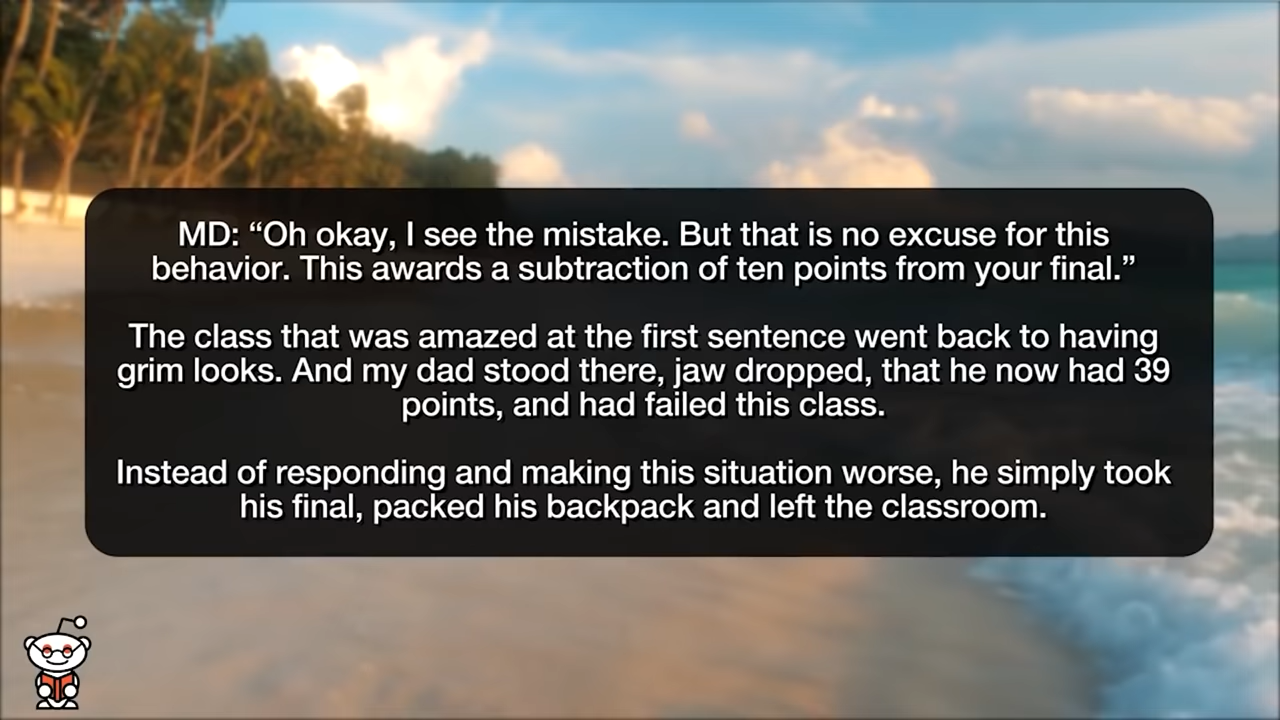 MD: “Oh okay, I see the mistake. But that is no excuse for this
behavior. This awards a subtraction of ten points from your final.”
The class that was amazed at the first sentence went back to having
grim looks. And my dad stood there, jaw dropped, that he now had 39
points, and had failed this class.
Instead of responding and making this situation worse, he simply took
his final, packed his backpack and left the classroom.